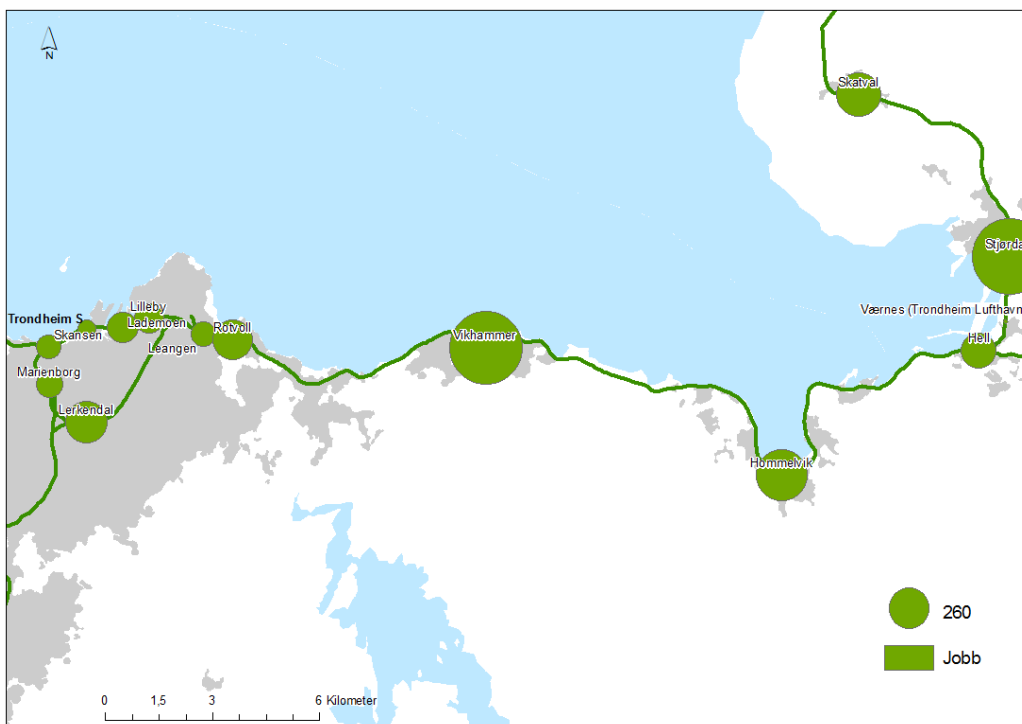 N
Skatval
Stjørda
Værnes (Trondheim Lufthavn
Hell
Lilleby
Trondheim S
Lademoen
Rotvoll
Skansen
Leangen
Vikhammer
Marienborg
Lerkendal
Hommelvik
260
Jobb
0 1,5 3 6 Kilometer